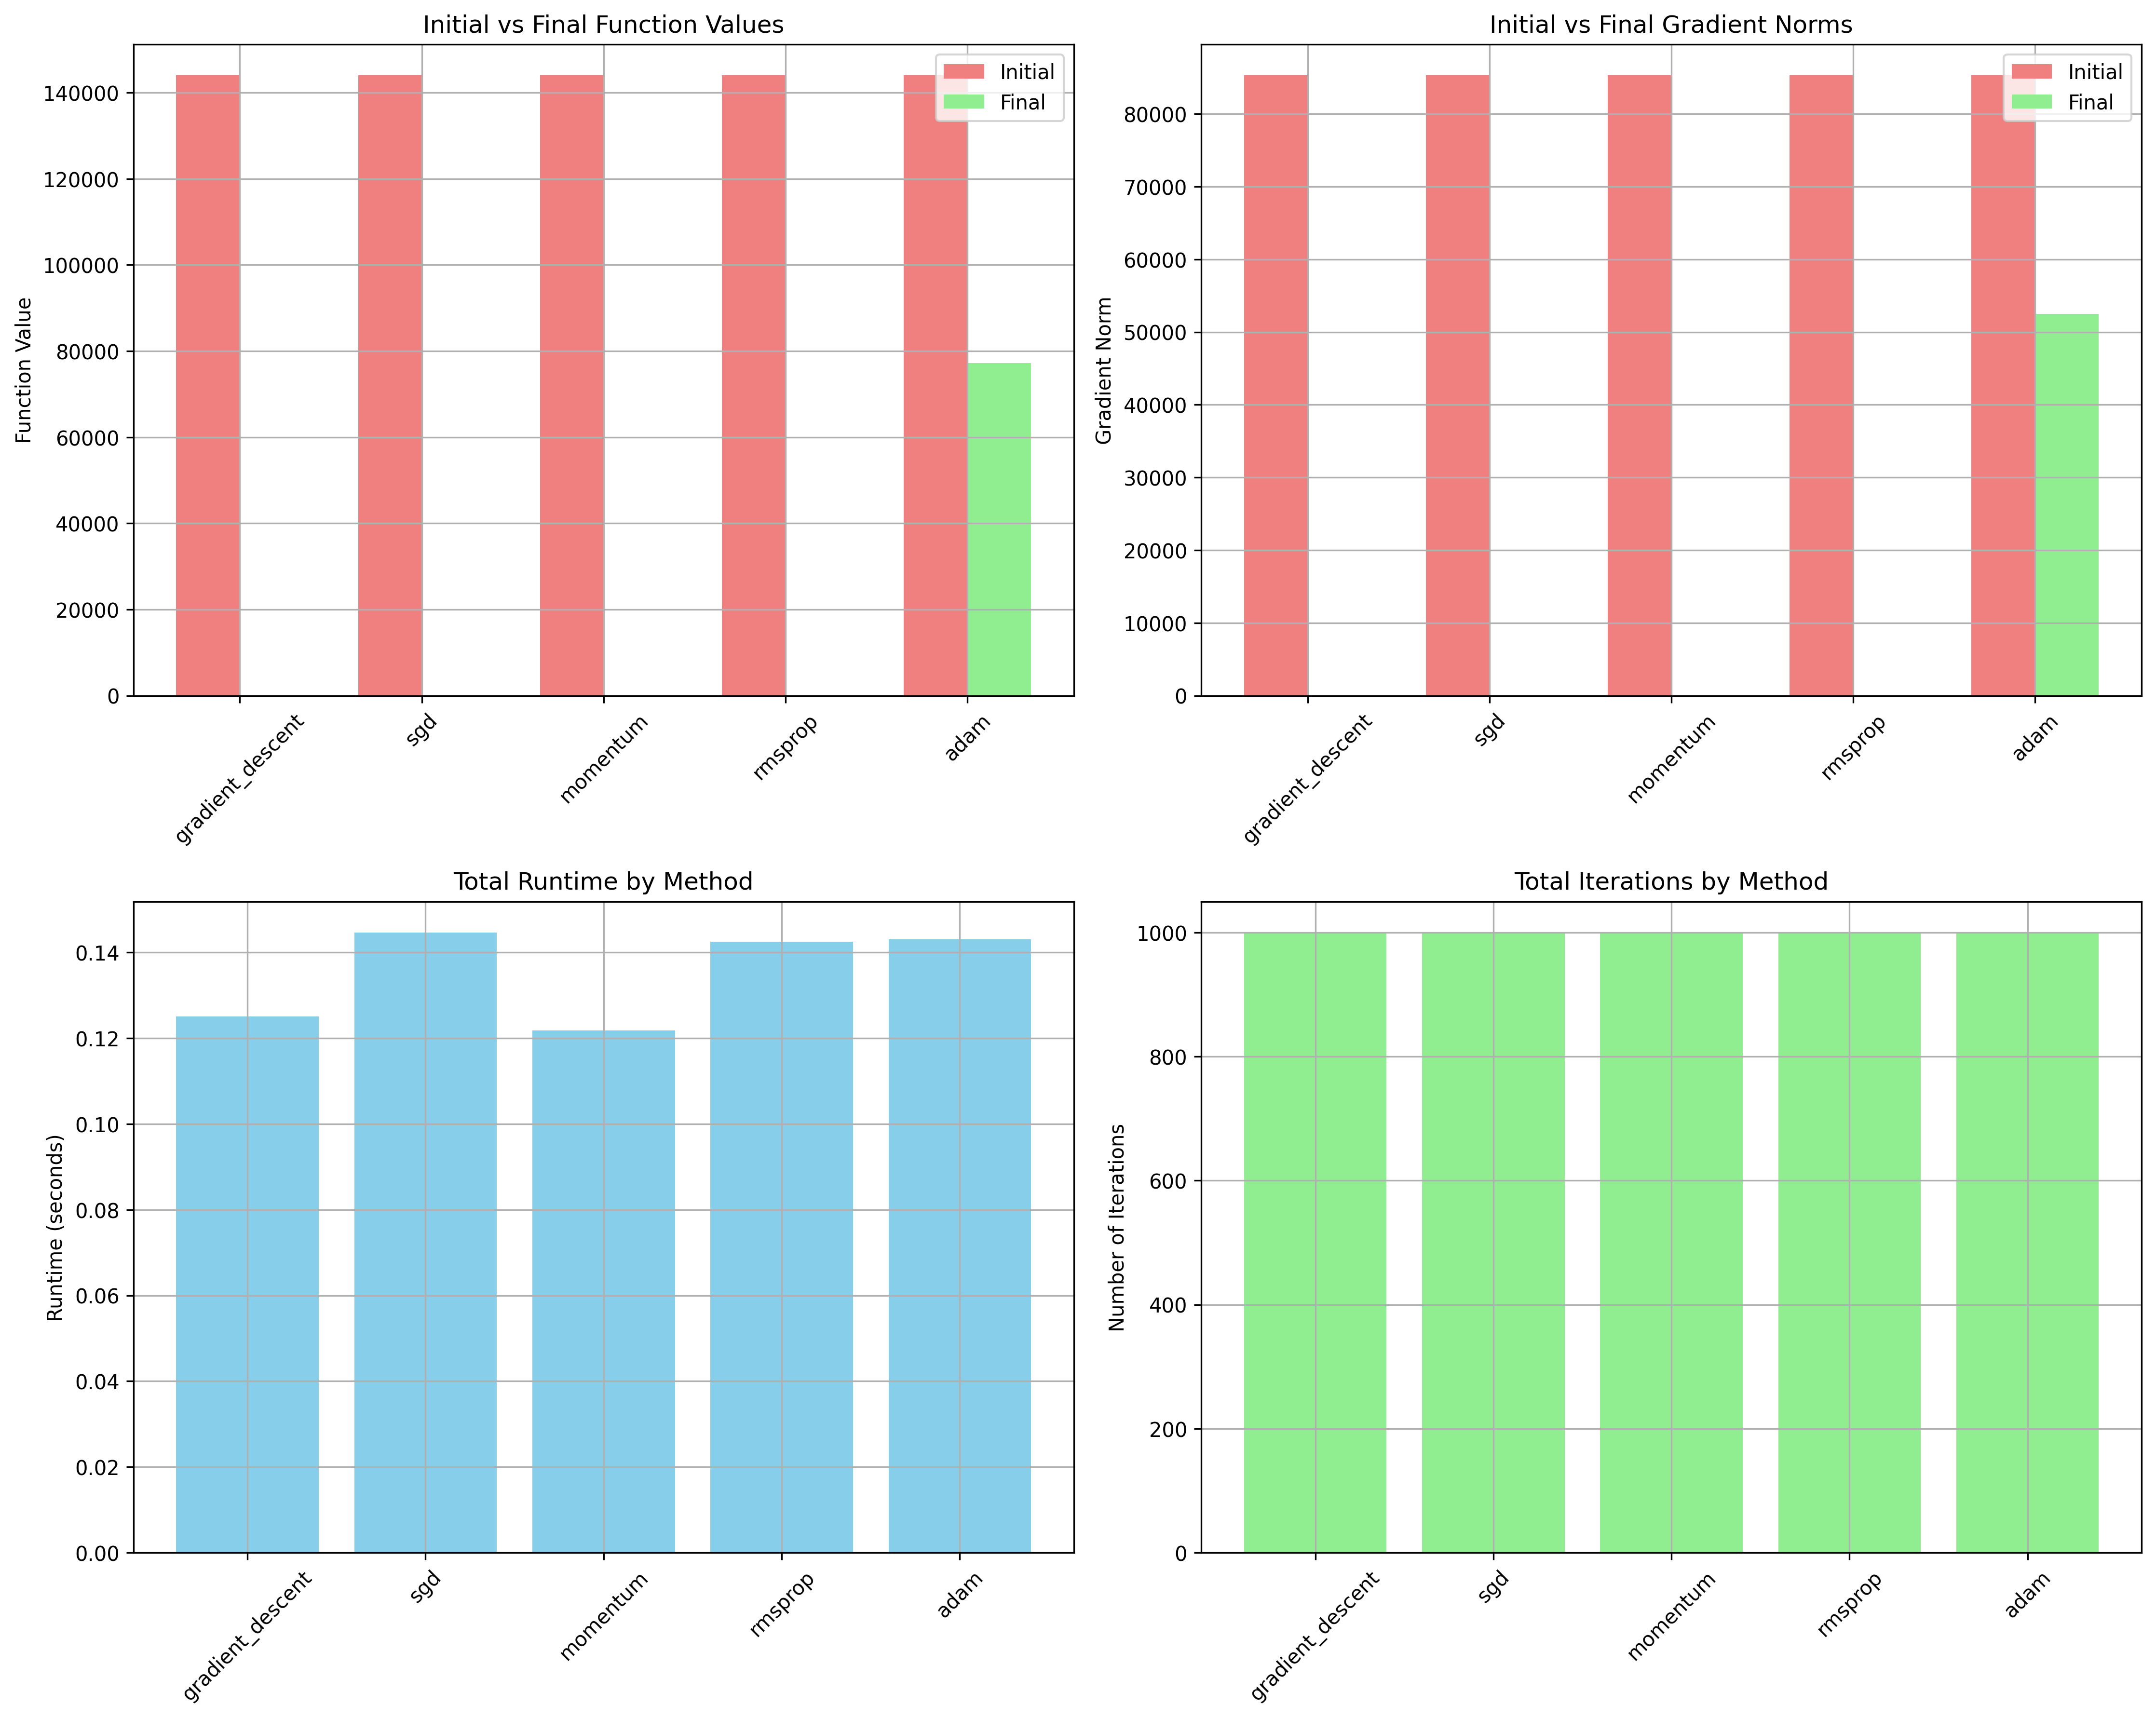 Initial vs Final Function Values
Function Value
140000
120000
100000
80000
60000
40000
20000
0
Initial
Final
gradient_descent
sgd
momentum
rmsprop
adam
Initial vs Final Gradient Norms
Gradient Norm
80000
70000
60000
50000
40000
30000
20000
10000
0
Initial
Final
gradient_descent
sgd
momentum
rmsprop
adam
Total Runtime by Method
Runtime (seconds)
0.14
0.12
0.10
0.08
0.06
0.04
0.02
0.00
gradient_descent
sgd
momentum
rmsprop
adam
Total Iterations by Method
Number of Iterations
1000
800
600
400
200
0
gradient_descent
sgd
momentum
rmsprop
adam